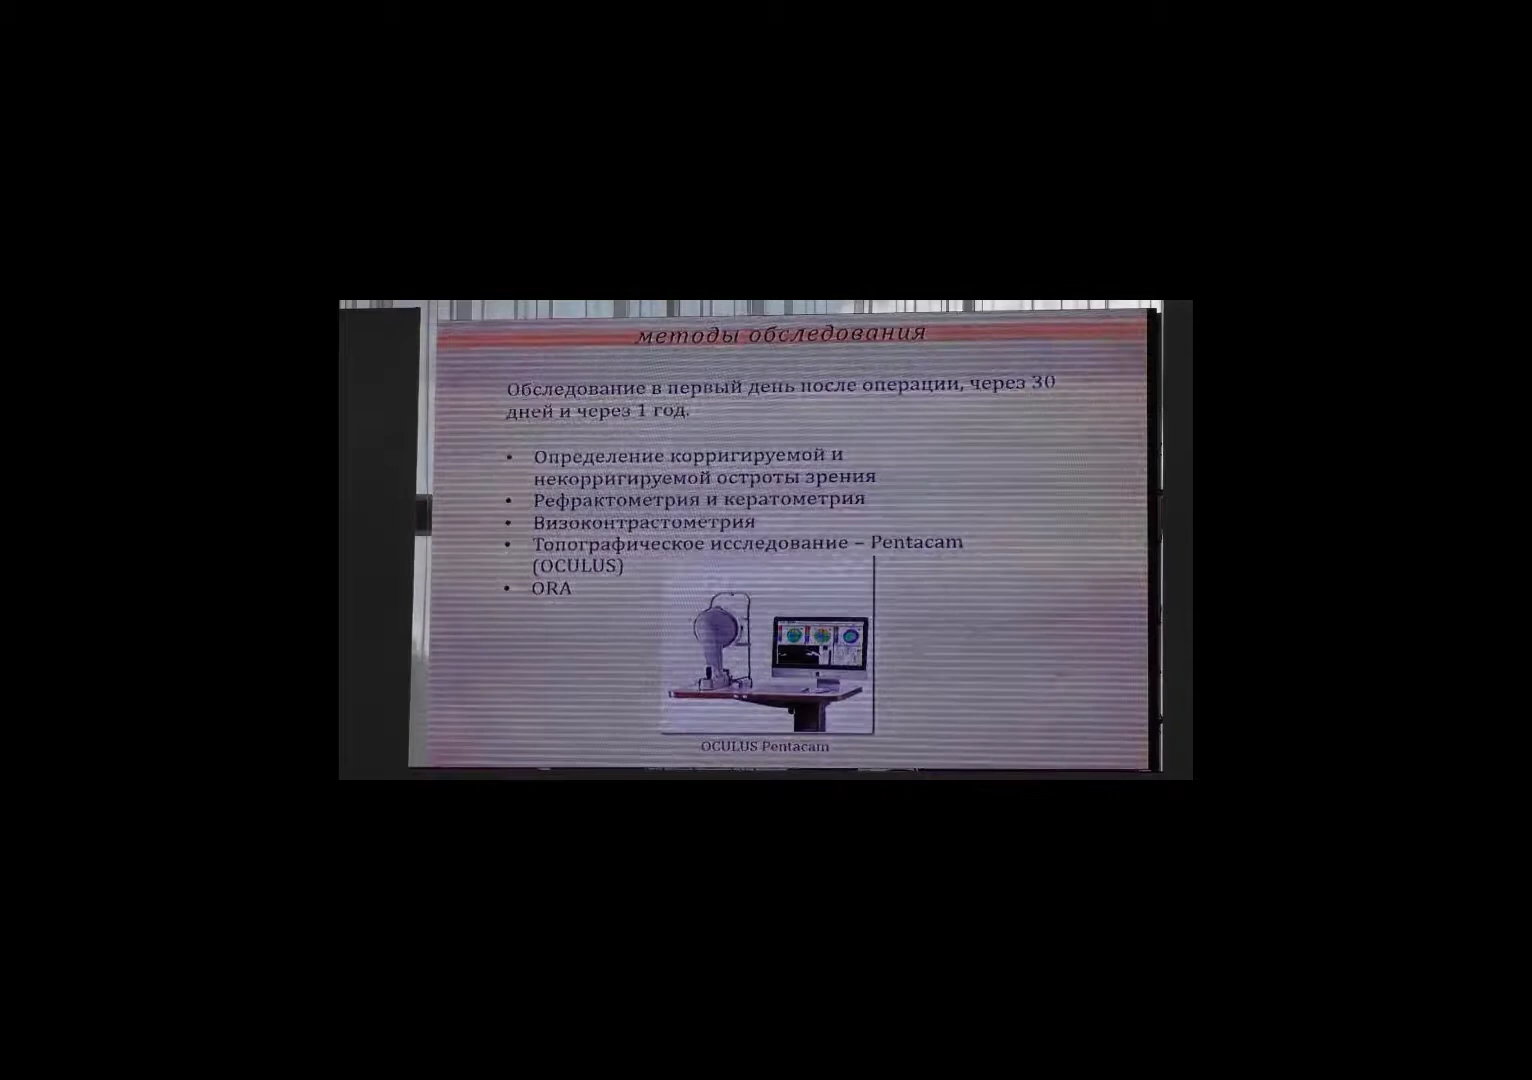 методы обследования
Обследование в первый день после операции, через 30
дней и через 1 год.
• Определение корригируемой и
некорригируемой остроты зрения
• Рефрактометрия и кератометрия
• Визоконтрастометрия
• Топографическое исследование – Pentacam
(OCULUS)
• ORA
OCULUS Pentacam